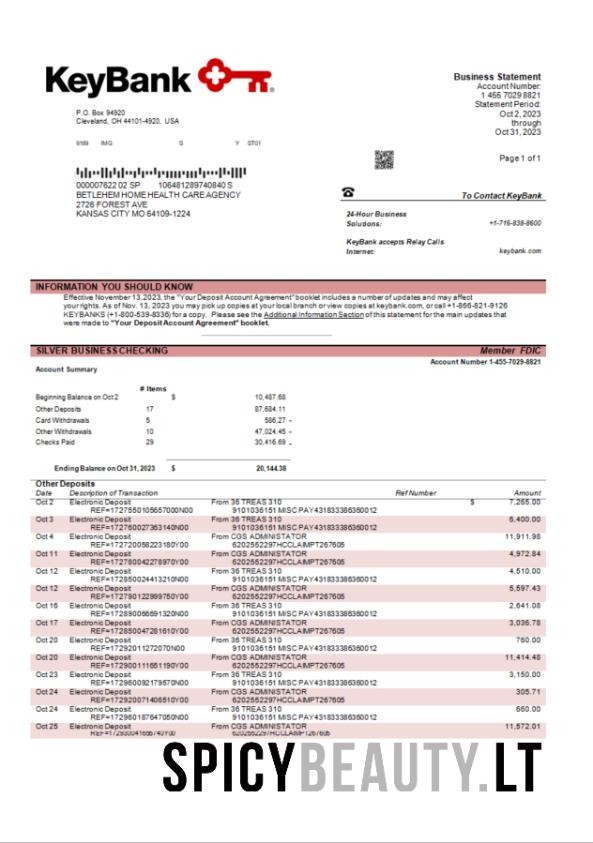 KeyBank
P.O. Box 94920
Cleveland, OH 44101-4920, USA
9169 IMG S Y ST01
000007622 02 SP 106481289740840 S
BETLEHEM HOME HEALTH CARE AGENCY
2726 FOREST AVE
KANSAS CITY MO 64109-1224
Business Statement
Account Number:
1 455 7029 8821
Statement Period:
Oct 2, 2023
through
Oct 31, 2023
Page 1 of 1
To Contact KeyBank
24-Hour Business
Solutions: +1-716-838-8600
KeyBank accepts Relay Calls
Internet: keybank.com
INFORMATION YOU SHOULD KNOW
Effective November 13,2023, the "Your Deposit Account Agreement" booklet includes a number of updates and may affect
your rights. As of Nov. 13, 2023 you may pick up copies at your local branch or view copies at keybank.com, or call +1-866-821-9126
KEYBANKS (+1-800-539-8336) for a copy. Please see the Additional Information Section of this statement for the main updates that
were made to "Your Deposit Account Agreement" booklet.
SILVER BUSINESS CHECKING Member FDIC
Account Number 1-455-7029-8821
Account Summary
# Items
Beginning Balance on Oct 2 $ 10,487.68
Other Deposits 17 87,684.11
Card Withdrawals 5 586,27 -
Other Withdrawals 10 47,024.45 -
Checks Paid 29 30,416.69 -
Ending Balance on Oct 31, 2023 $ 20,144.38
Other Deposits
Date Description of Transaction Ref Number Amount
Oct 2 Electronic Deposit From 36 TREAS 310 $ 7,265.00
REF=1727550105657000N00 9101036151 MISC PAY431833386360012
Oct 3 Electronic Deposit From 36 TREAS 310 6,400.00
REF=172760027363140N00 9101036151 MISC PAY431833386360012
Oct 4 Electronic Deposit From CGS ADMINISTATOR 11,911.98
REF=172720058223180Y00 6202552297HCCLAIMPT267605
Oct 11 Electronic Deposit From CGS ADMINISTATOR 4,972.84
REF=172780042278970Y00 6202552297HCCLAIMPT267605
Oct 12 Electronic Deposit From 36 TREAS 310 4,510.00
REF=172850024413210N00 9101036151 MISC PAY431833386360012
Oct 12 Electronic Deposit From CGS ADMINISTATOR 5,597.43
REF=172790122999750Y00 6202552297HCCLAIMPT267605
Oct 16 Electronic Deposit From 36 TREAS 310 2,641.08
REF=172890066691320N00 9101036151 MISC PAY431833386360012
Oct 17 Electronic Deposit From CGS ADMINISTATOR 3,036.78
REF=172850047281610Y00 6202552297HCCLAIMPT267605
Oct 20 Electronic Deposit From 36 TREAS 310 760.00
REF=17292011272070N00 9101036151 MISC PAY431833386360012
Oct 20 Electronic Deposit From CGS ADMINISTATOR 11,414.48
REF=172900111651190Y00 6202552297HCCLAIMPT267605
Oct 23 Electronic Deposit From 36 TREAS 310 3,150.00
REF=172960092179570N00 9101036151 MISC PAY431833386360012
Oct 24 Electronic Deposit From CGS ADMINISTATOR 305.71
REF=172920071406510Y00 6202552297HCCLAIMPT267605
Oct 24 Electronic Deposit From 36 TREAS 310 660.00
REF=172960187647050N00 9101036151 MISC PAY431833386360012
Oct 25 Electronic Deposit From CGS ADMINISTATOR 11,572.01
6202552297HCCLAIMPT267605
SPICYBEAUTY.LT